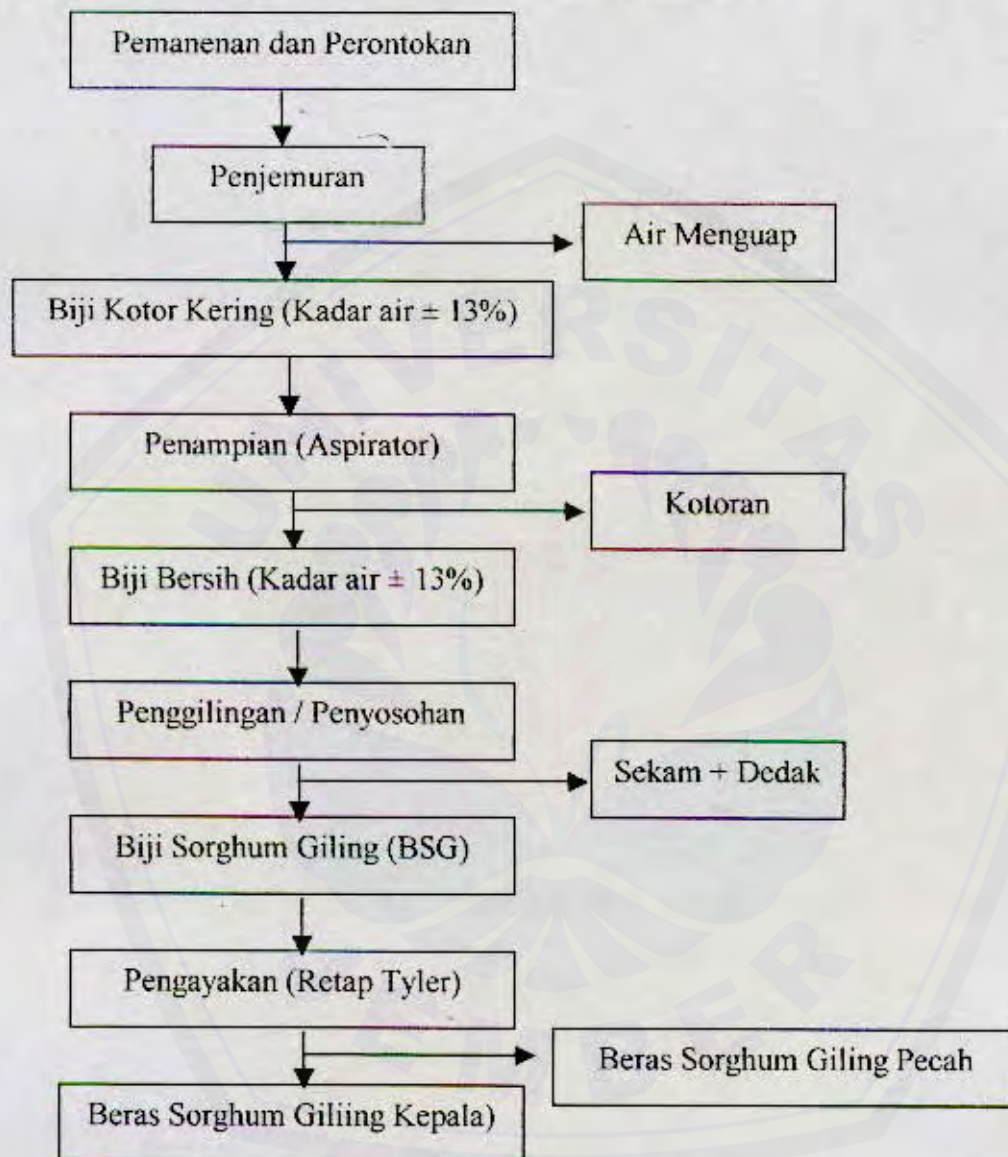 Pemanenan dan Perontokan
Penjemuran
Air Menguap
Biji Kotor Kering (Kadar air ± 13%)
Penampian (Aspirator)
Kotoran
Biji Bersih (Kadar air ± 13%)
Penggilingan / Penyosohan
Sekam + Dedak
Biji Sorghum Giling (BSG)
Pengayakan (Retap Tyler)
Beras Sorghum Giling Pecah
Beras Sorghum Giliing Kepala)
UNIVERSITAS
JEMBER